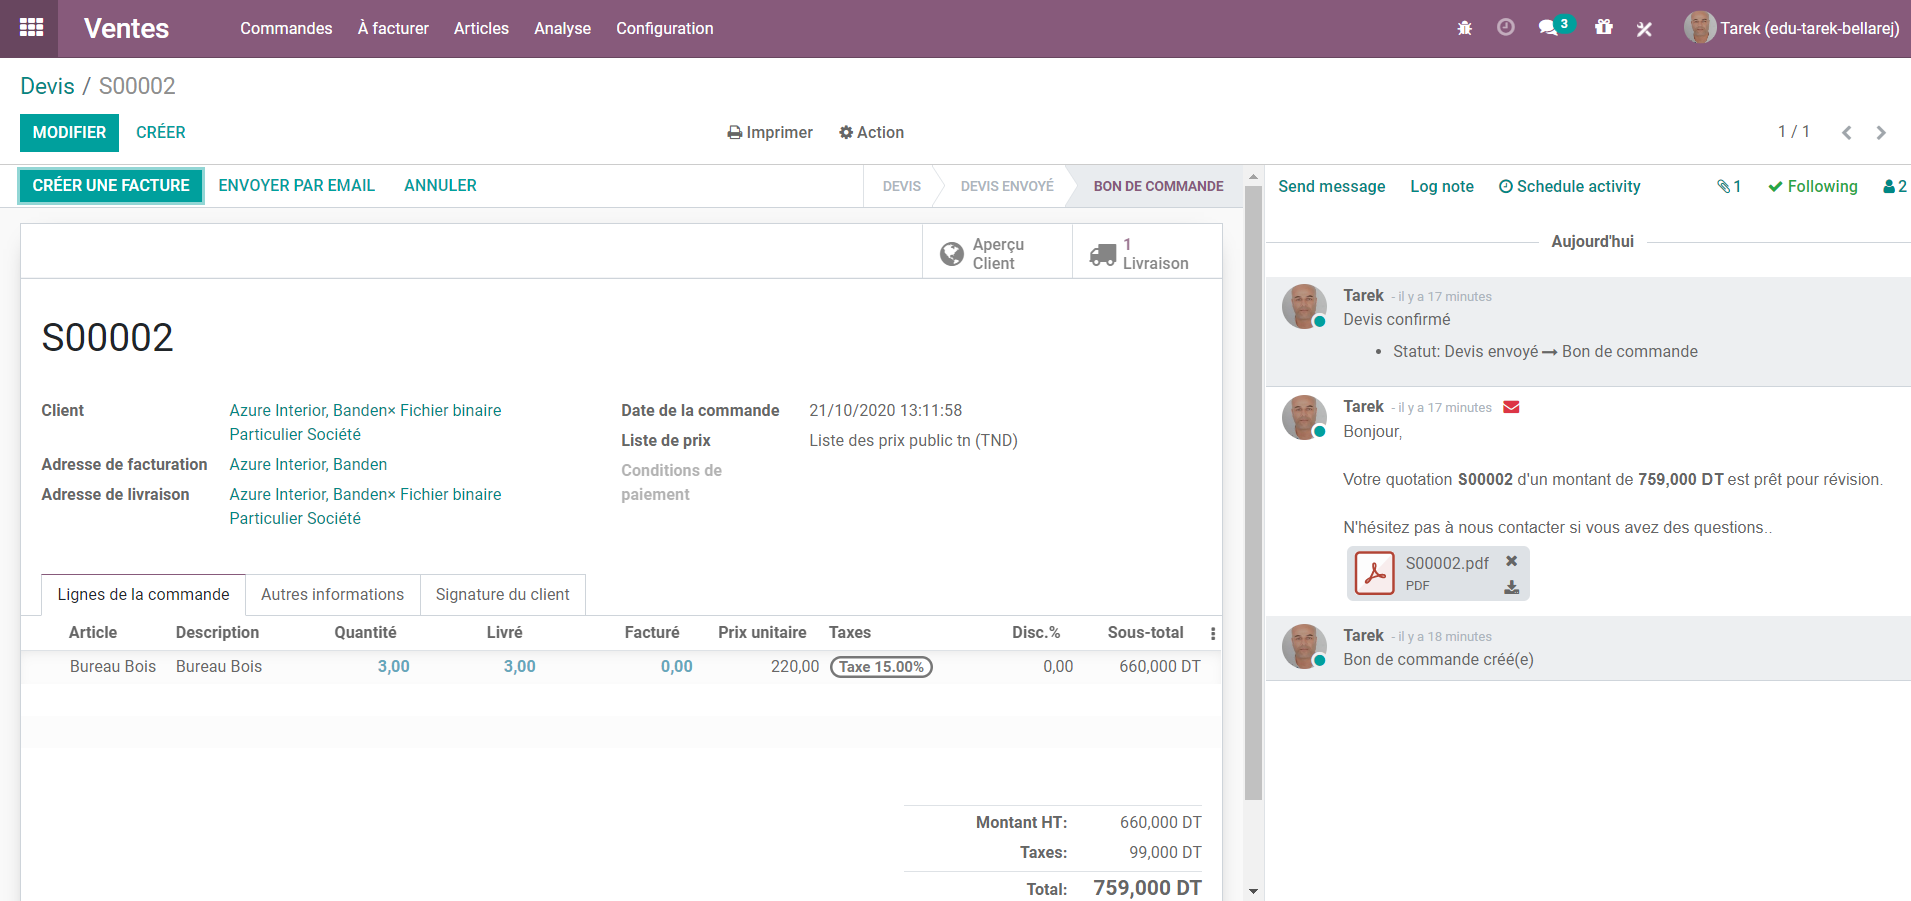 Ventes Commandes À facturer Articles Analyse Configuration 3 Tarek (edu-tarek-bellarej)
Devis / S00002
MODIFIER CRÉER Imprimer Action 1 / 1
CRÉER UNE FACTURE ENVOYER PAR EMAIL ANNULER DEVIS DEVIS ENVOYÉ BON DE COMMANDE
Aperçu
Client
1
Livraison
S00002
Client Azure Interior, Banden× Fichier binaire
Particulier Société
Adresse de facturation Azure Interior, Banden
Adresse de livraison Azure Interior, Banden× Fichier binaire
Particulier Société
Date de la commande 21/10/2020 13:11:58
Liste de prix Liste des prix public tn (TND)
Conditions de
paiement
Lignes de la commande Autres informations Signature du client
Article Description Quantité Livré Facturé Prix unitaire Taxes Disc.% Sous-total
Bureau Bois Bureau Bois 3,00 3,00 0,00 220,00 Taxe 15.00% 0,00 660,000 DT
Montant HT: 660,000 DT
Taxes: 99,000 DT
Total: 759,000 DT
Send message Log note Schedule activity 1 Following 2
Aujourd'hui
Tarek - il y a 17 minutes
Devis confirmé
• Statut: Devis envoyé → Bon de commande
Tarek - il y a 17 minutes
Bonjour,
Votre quotation S00002 d'un montant de 759,000 DT est prêt pour révision.
N'hésitez pas à nous contacter si vous avez des questions..
S00002.pdf
PDF
Tarek - il y a 18 minutes
Bon de commande créé(e)